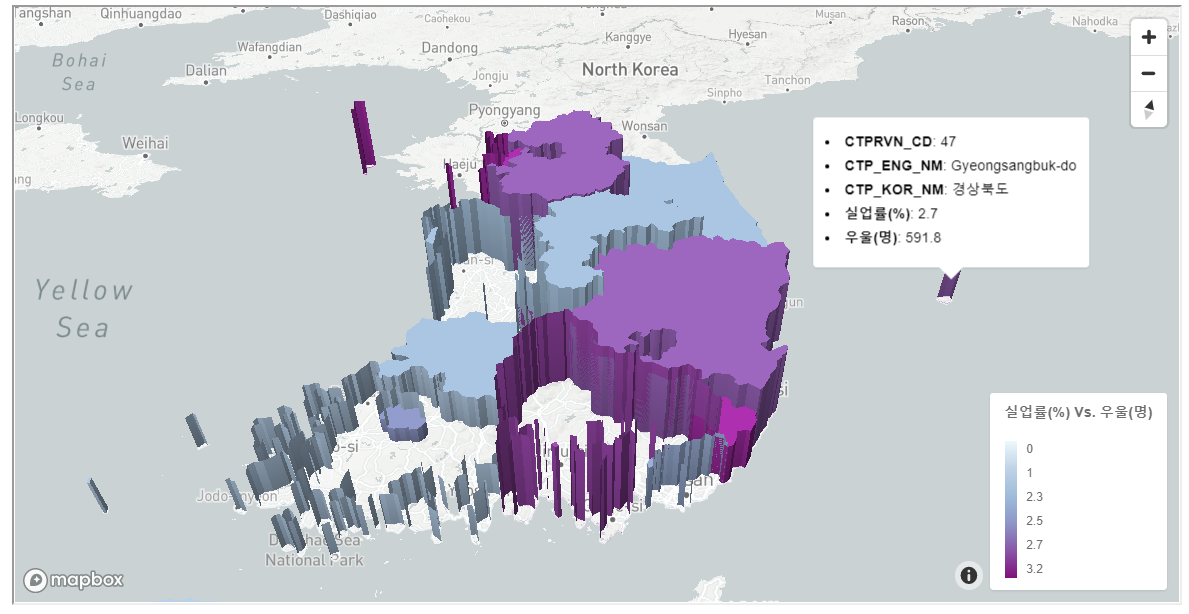 Tangshan
Qinhuangdao
Dashiqiao
Caohekou
Musan
Rason
Nahodka
Kanggye
Hyesan
Wafangdian
Dandong
Bohai
Sea
Dalian
Jongju
North Korea
Sinpho
Tanchon
Longkou
Pyongyang
Wonsan
Weihai
Haeju
CTPRVN_CD: 47
CTP_ENG_NM: Gyeongsangbuk-do
CTP_KOR_NM: 경상북도
실업률(%): 2.7
우울(명): 591.8
Yellow
Sea
실업률(%) Vs. 우울(명)
0
1
2.3
2.5
2.7
3.2
National Park
mapbox